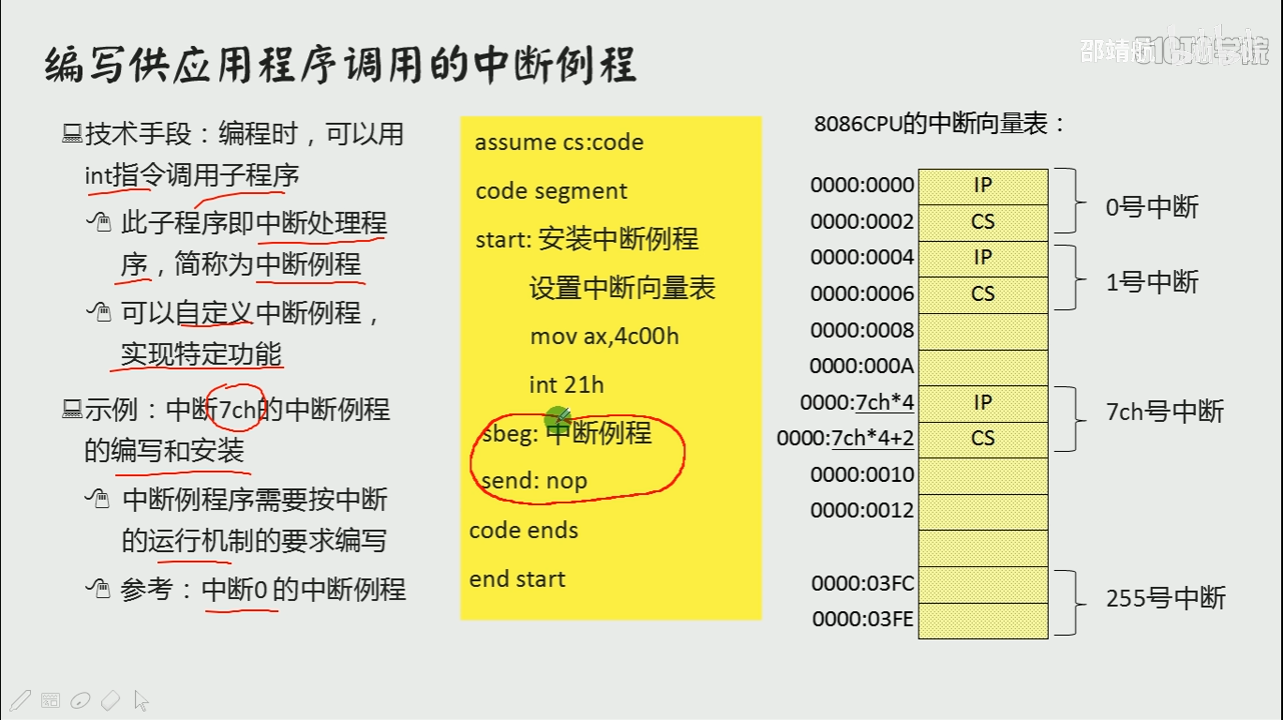 编写供应用程序调用的中断例程
邵靖航
技术手段：编程时，可以用
int指令调用子程序
此子程序即中断处理程
序，简称为中断例程
可以自定义中断例程，
实现特定功能
示例：中断7ch的中断例程
的编写和安装
中断例程序需要按中断
的运行机制的要求编写
参考：中断0的中断例程
assume cs:code
code segment
start: 安装中断例程
设置中断向量表
mov ax,4c00h
int 21h
sbeg: 中断例程
send: nop
code ends
end start
8086CPU的中断向量表：
0000:0000 IP
0000:0002 CS
0号中断
0000:0004 IP
0000:0006 CS
1号中断
0000:0008
0000:000A
0000:7ch*4 IP
0000:7ch*4+2 CS
7ch号中断
0000:0010
0000:0012
0000:03FC
0000:03FE
255号中断